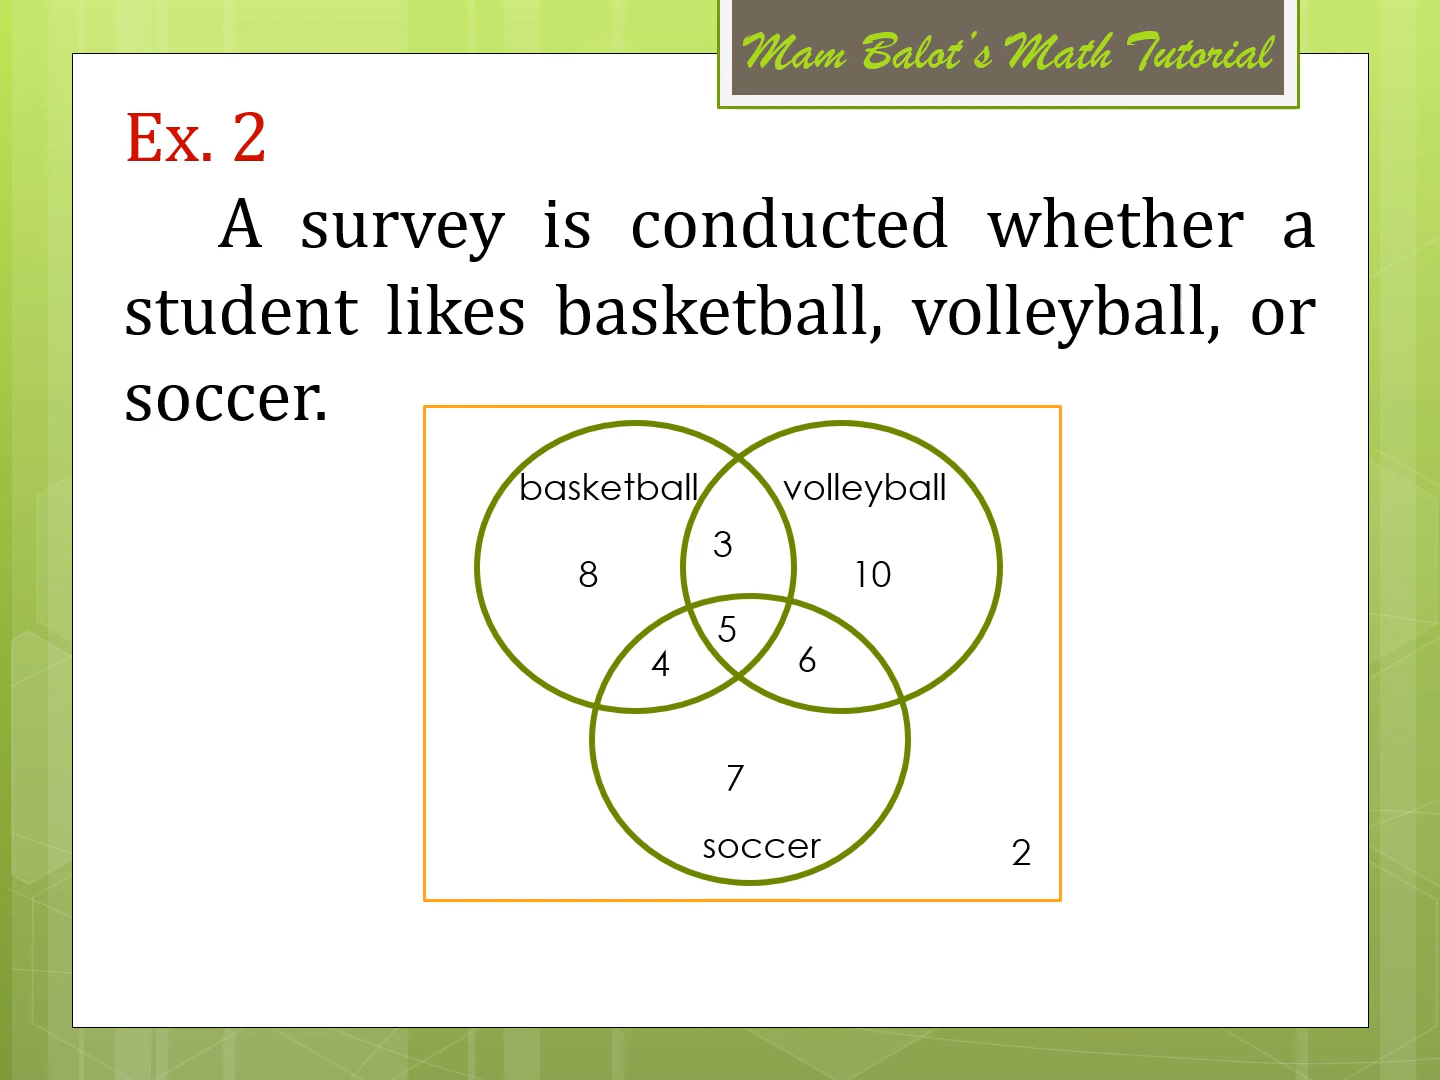 Mam Balot's Math Tutorial
Ex. 2
A survey is conducted whether a
student likes basketball, volleyball, or
soccer.
basketball volleyball
3
8 10
5
4 6
7
soccer
2